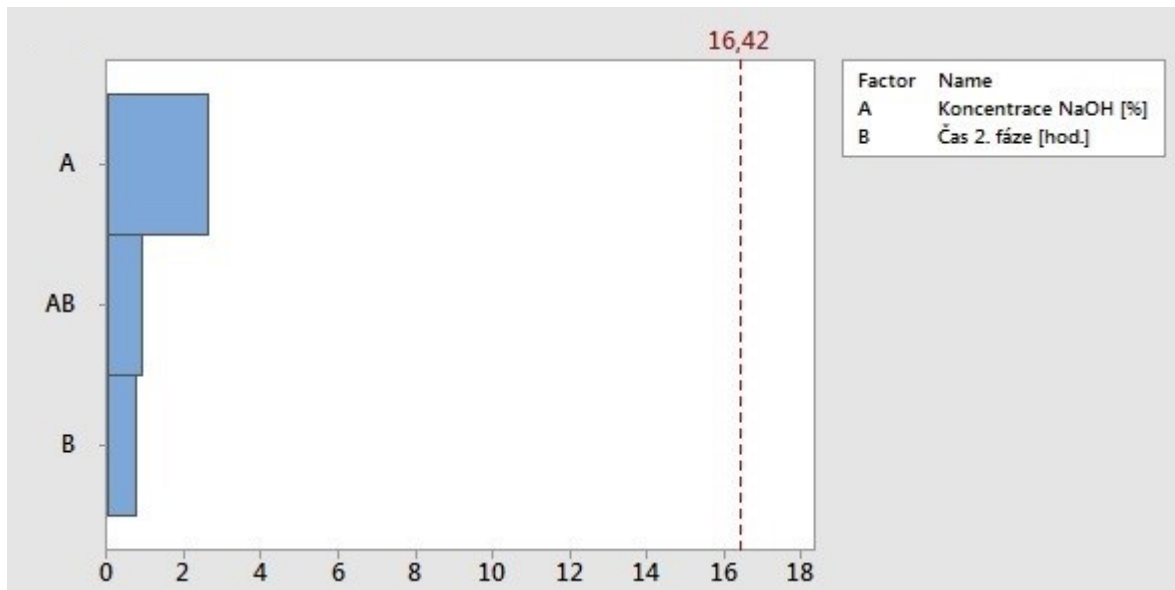 16,42
Factor Name
A Koncentrace NaOH [%]
B Čas 2. fáze [hod.]
A
AB
B
0 2 4 6 8 10 12 14 16 18